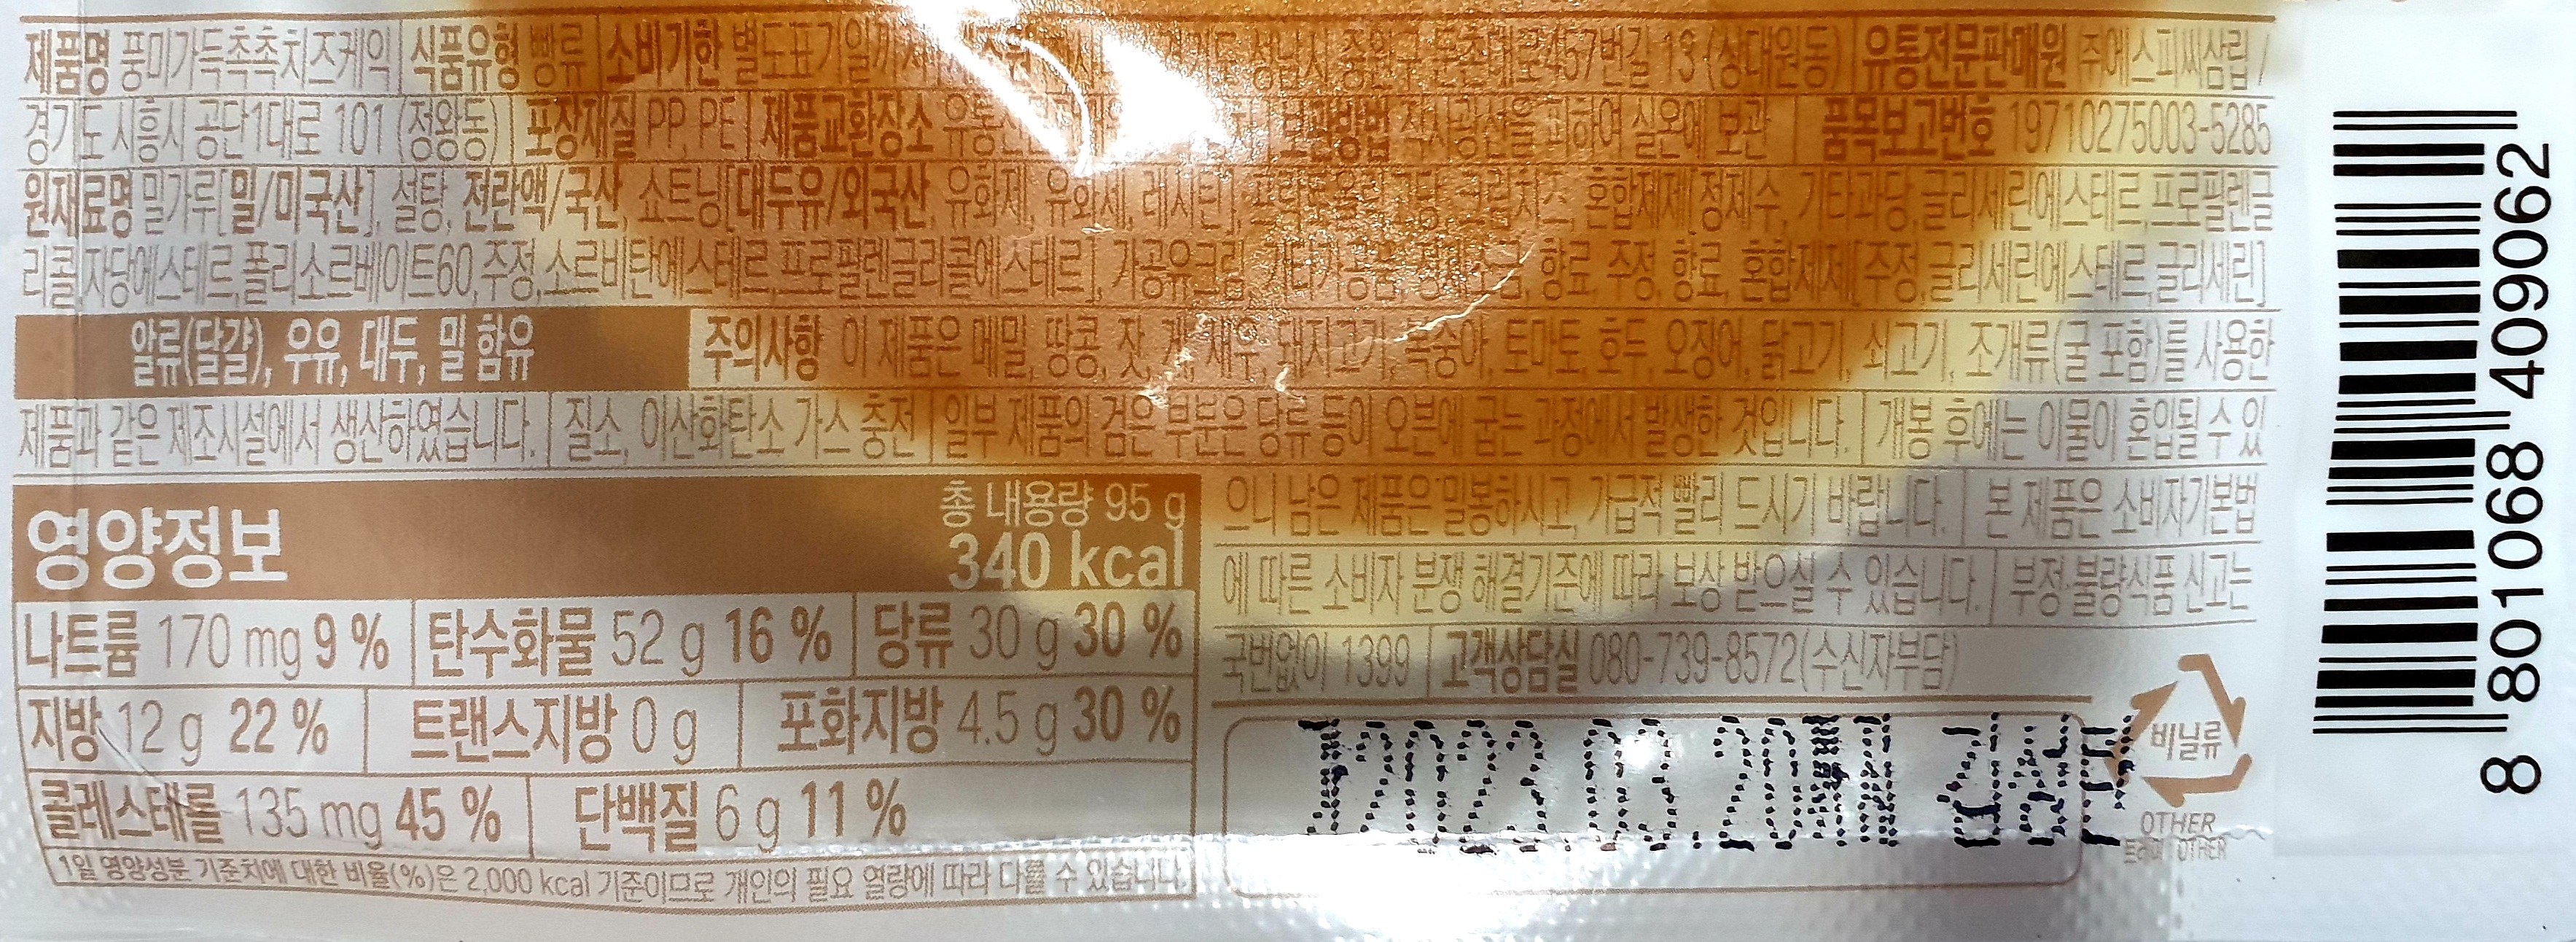 제품명 풍미가득촉촉치즈케익 식품유형 빵류 소비기한 별도표기일까지 성남시 중원구 둔촌대로457번길 13 (상대원동) 유통전문판매원 ㈜에스피씨삼립 /
경기도 시흥시 공단1대로 101 (정왕동) 포장재질 PP, PE 제품교환장소 보관방법 직사광선을 피하여 실온에 보관 품목보고번호 19710275003-5285
원재료명 밀가루[밀/미국산], 설탕, 전란액/국산, 쇼트닝[대두유/외국산, 유화제, 유화제, 레시틴], 크림치즈, 혼합제제[정제수, 기타과당, 글리세린에스테르, 프로필렌글
리콜, 자당에스테르, 폴리소르베이트60, 주정, 소르비탄에스테르, 프로필렌글리콜에스테르], 가공유크림, 기타가공품, 정제소금, 향료, 주정, 향료, 혼합제제[주정, 글리세린에스테르, 글리세린]
알류(달걀), 우유, 대두, 밀 함유 주의사항 이 제품은 메밀, 땅콩, 잣, 게, 새우, 돼지고기, 복숭아, 토마토, 호두, 오징어, 닭고기, 쇠고기, 조개류(굴 포함)를 사용한
제품과 같은 제조시설에서 생산하였습니다. 질소, 이산화탄소 가스 충전 일부 제품의 검은 부분은 당류 등이 오븐에 굽는 과정에서 발생한 것입니다. 개봉 후에는 이물이 혼입될 수 있
으니 남은 제품은 밀봉하시고, 가급적 빨리 드시기 바랍니다. 본 제품은 소비자기본법
에 따른 소비자 분쟁 해결기준에 따라 보상 받으실 수 있습니다. 부정·불량식품 신고는
국번없이 1399 고객상담실 080-739-8572(수신자부담)
영양정보 총 내용량 95 g
340 kcal
나트륨 170 mg 9 % 탄수화물 52 g 16 % 당류 30 g 30 %
지방 12 g 22 % 트랜스지방 0 g 포화지방 4.5 g 30 %
콜레스테롤 135 mg 45 % 단백질 6 g 11 %
1일 영양성분 기준치에 대한 비율(%)은 2,000 kcal 기준이므로 개인의 필요 열량에 따라 다를 수 있습니다.
2023.03.20
비닐류
OTHER
8 801068 409062